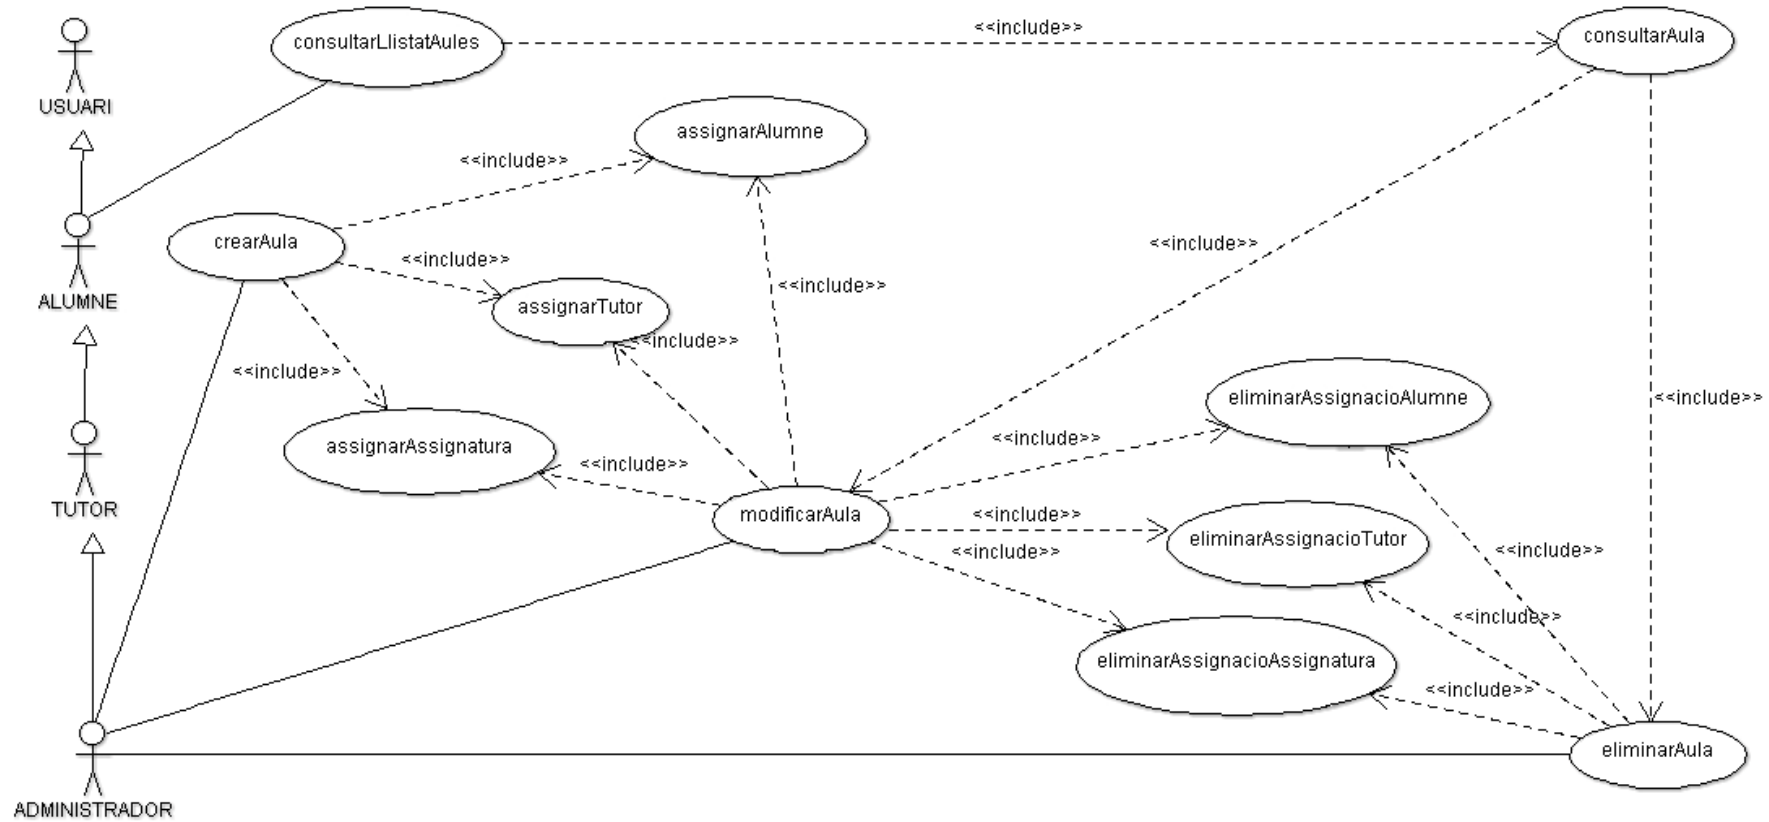 <<include>>
consultarAula
consultarLlistatAules
USUARI
assignarAlumne
<<include>>
crearAula
<<include>>
<<include>>
<<include>>
ALUMNE
assignarTutor
<<include>>
<<include>>
<<include>>
eliminarAssignacioAlumne
<<include>>
<<include>>
assignarAssignatura
<<include>>
TUTOR
modificarAula
<<include>>
eliminarAssignacioTutor
<<include>>
<<include>>
<<include>>
eliminarAssignacioAssignatura
<<include>>
eliminarAula
ADMINISTRADOR